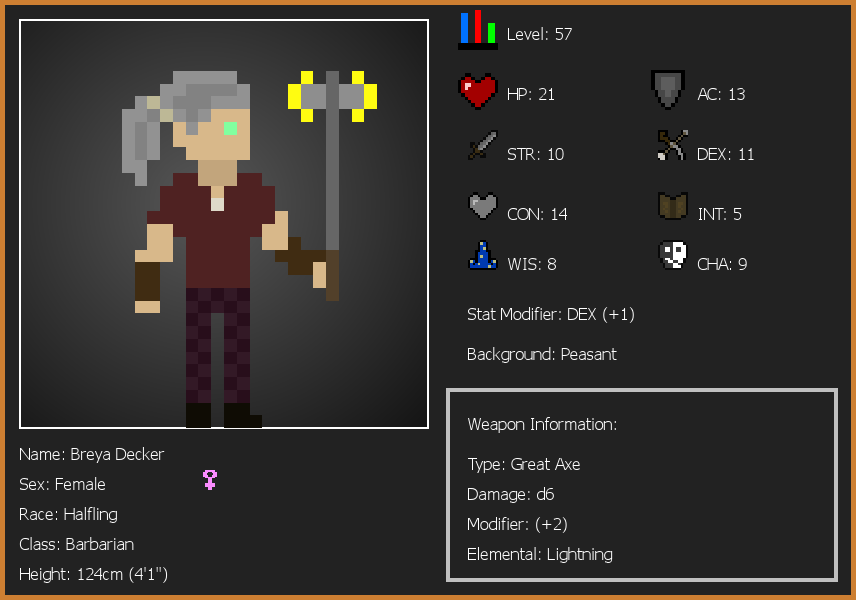 Level: 57
HP: 21
AC: 13
STR: 10
DEX: 11
CON: 14
INT: 5
WIS: 8
CHA: 9
Stat Modifier: DEX (+1)
Background: Peasant
Weapon Information:
Type: Great Axe
Damage: d6
Modifier: (+2)
Elemental: Lightning
Name: Breya Decker
Sex: Female
Race: Halfling
Class: Barbarian
Height: 124cm (4'1")